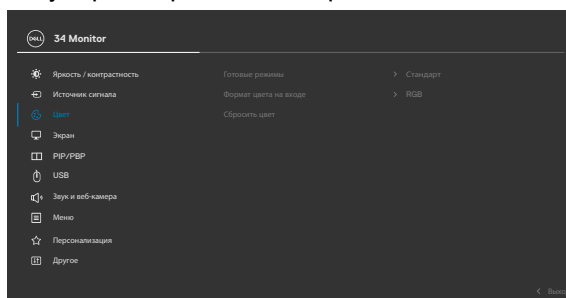 DELL 34 Monitor
Яркость / контрастность Готовые режимы > Стандарт
Источник сигнала Формат цвета на входе > RGB
Цвет Сбросить цвет
Экран
PIP/PBP
USB
Звук и веб-камера
Меню
Персонализация
Другое
< Выхо